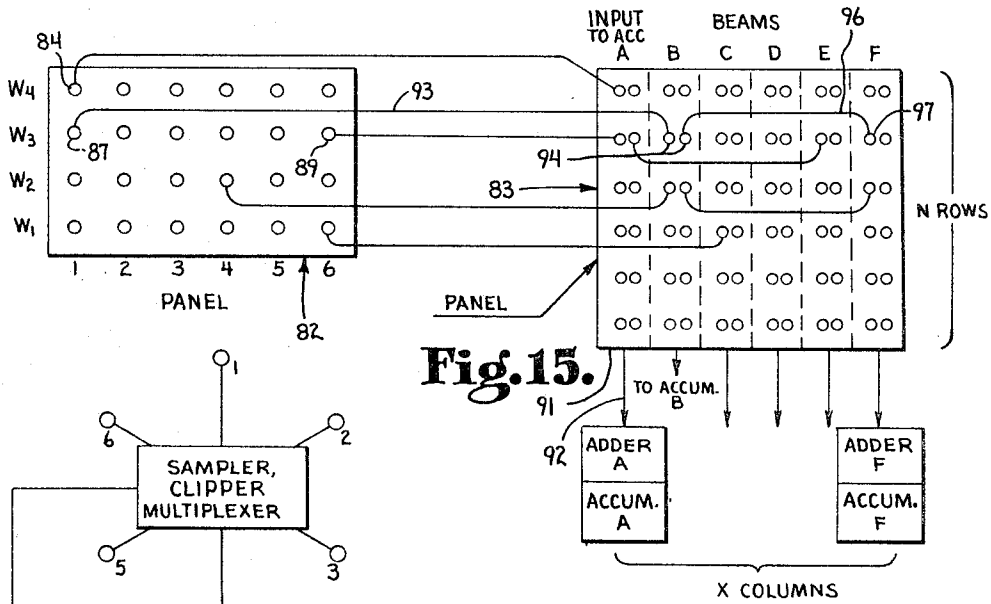 84
W4
W3
W2
W1
87
89
93
1 2 3 4 5 6
PANEL
82
INPUT TO ACC
BEAMS
96
A B C D E F
97
94
83
N ROWS
PANEL
Fig.15.
91
92
TO ACCUM. B
ADDER A
ACCUM. A
ADDER F
ACCUM. F
X COLUMNS
1
6
2
SAMPLER,
CLIPPER
MULTIPLEXER
5
3